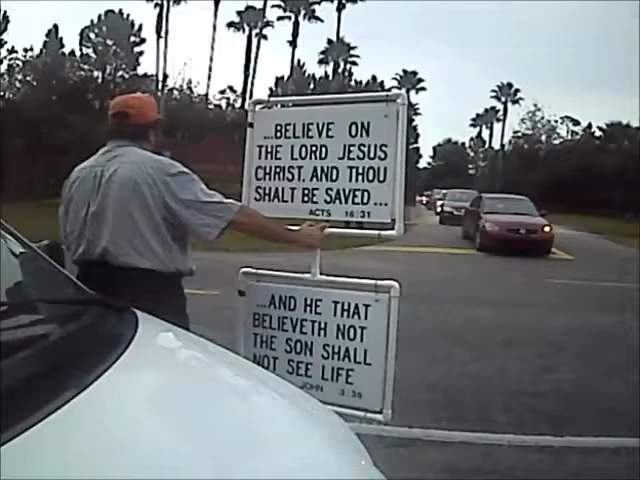 ...BELIEVE ON
THE LORD JESUS
CHRIST. AND THOU
SHALT BE SAVED...
ACTS 16:31
...AND HE THAT
BELIEVETH NOT
THE SON SHALL
NOT SEE LIFE
JOHN 3:36